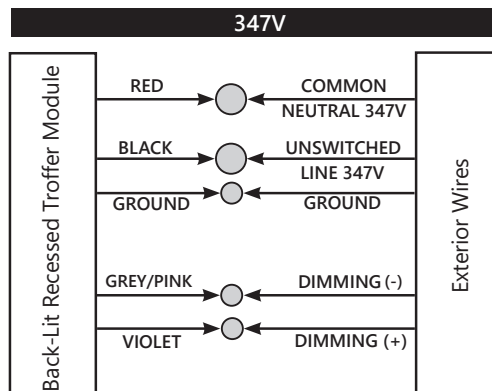 347V
Back-Lit Recessed Troffer Module
RED
COMMON
NEUTRAL 347V
BLACK
UNSWITCHED
LINE 347V
GROUND
GROUND
GREY/PINK
DIMMING (-)
VIOLET
DIMMING (+)
Exterior Wires